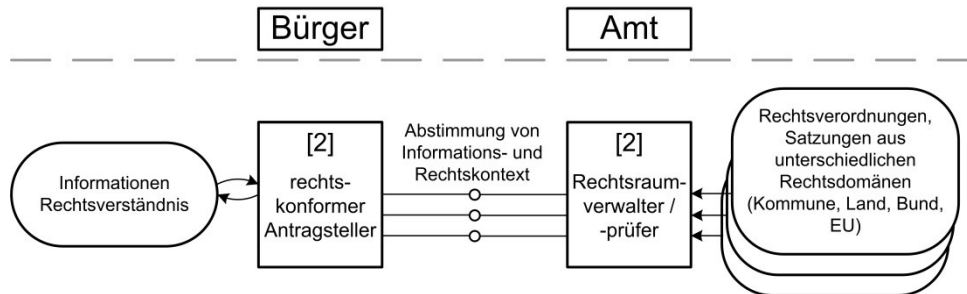 Bürger
Amt
Informationen
Rechtsverständnis
[2]
rechts-
konformer
Antragsteller
Abstimmung von
Informations- und
Rechtskontext
[2]
Rechtsraum-
verwalter /
-prüfer
Rechtsverordnungen,
Satzungen aus
unterschiedlichen
Rechtsdomänen
(Kommune, Land, Bund,
EU)